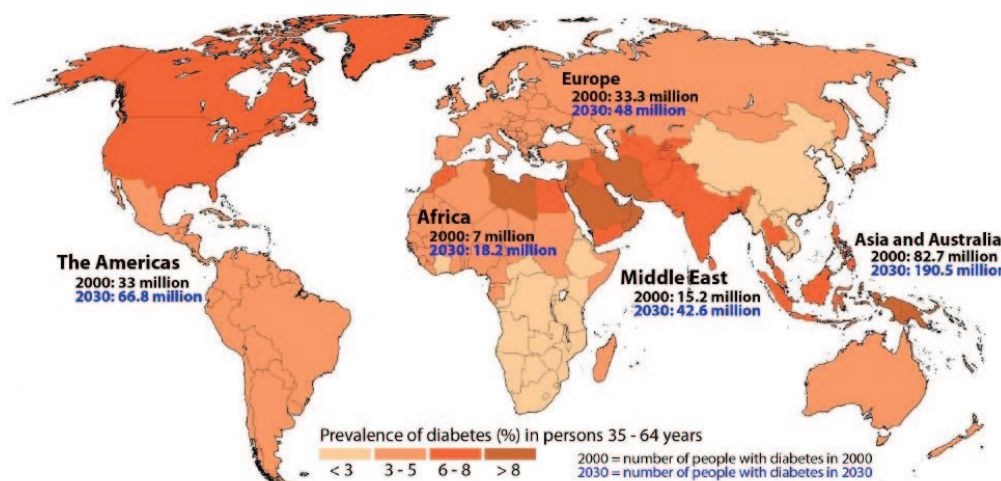 Europe
2000: 33.3 million
2030: 48 million
Africa
2000: 7 million
2030: 18.2 million
The Americas
2000: 33 million
2030: 66.8 million
Middle East
2000: 15.2 million
2030: 42.6 million
Asia and Australia
2000: 82.7 million
2030: 190.5 million
Prevalence of diabetes (%) in persons 35 - 64 years
< 3 3 - 5 6 - 8 > 8
2000 = number of people with diabetes in 2000
2030 = number of people with diabetes in 2030